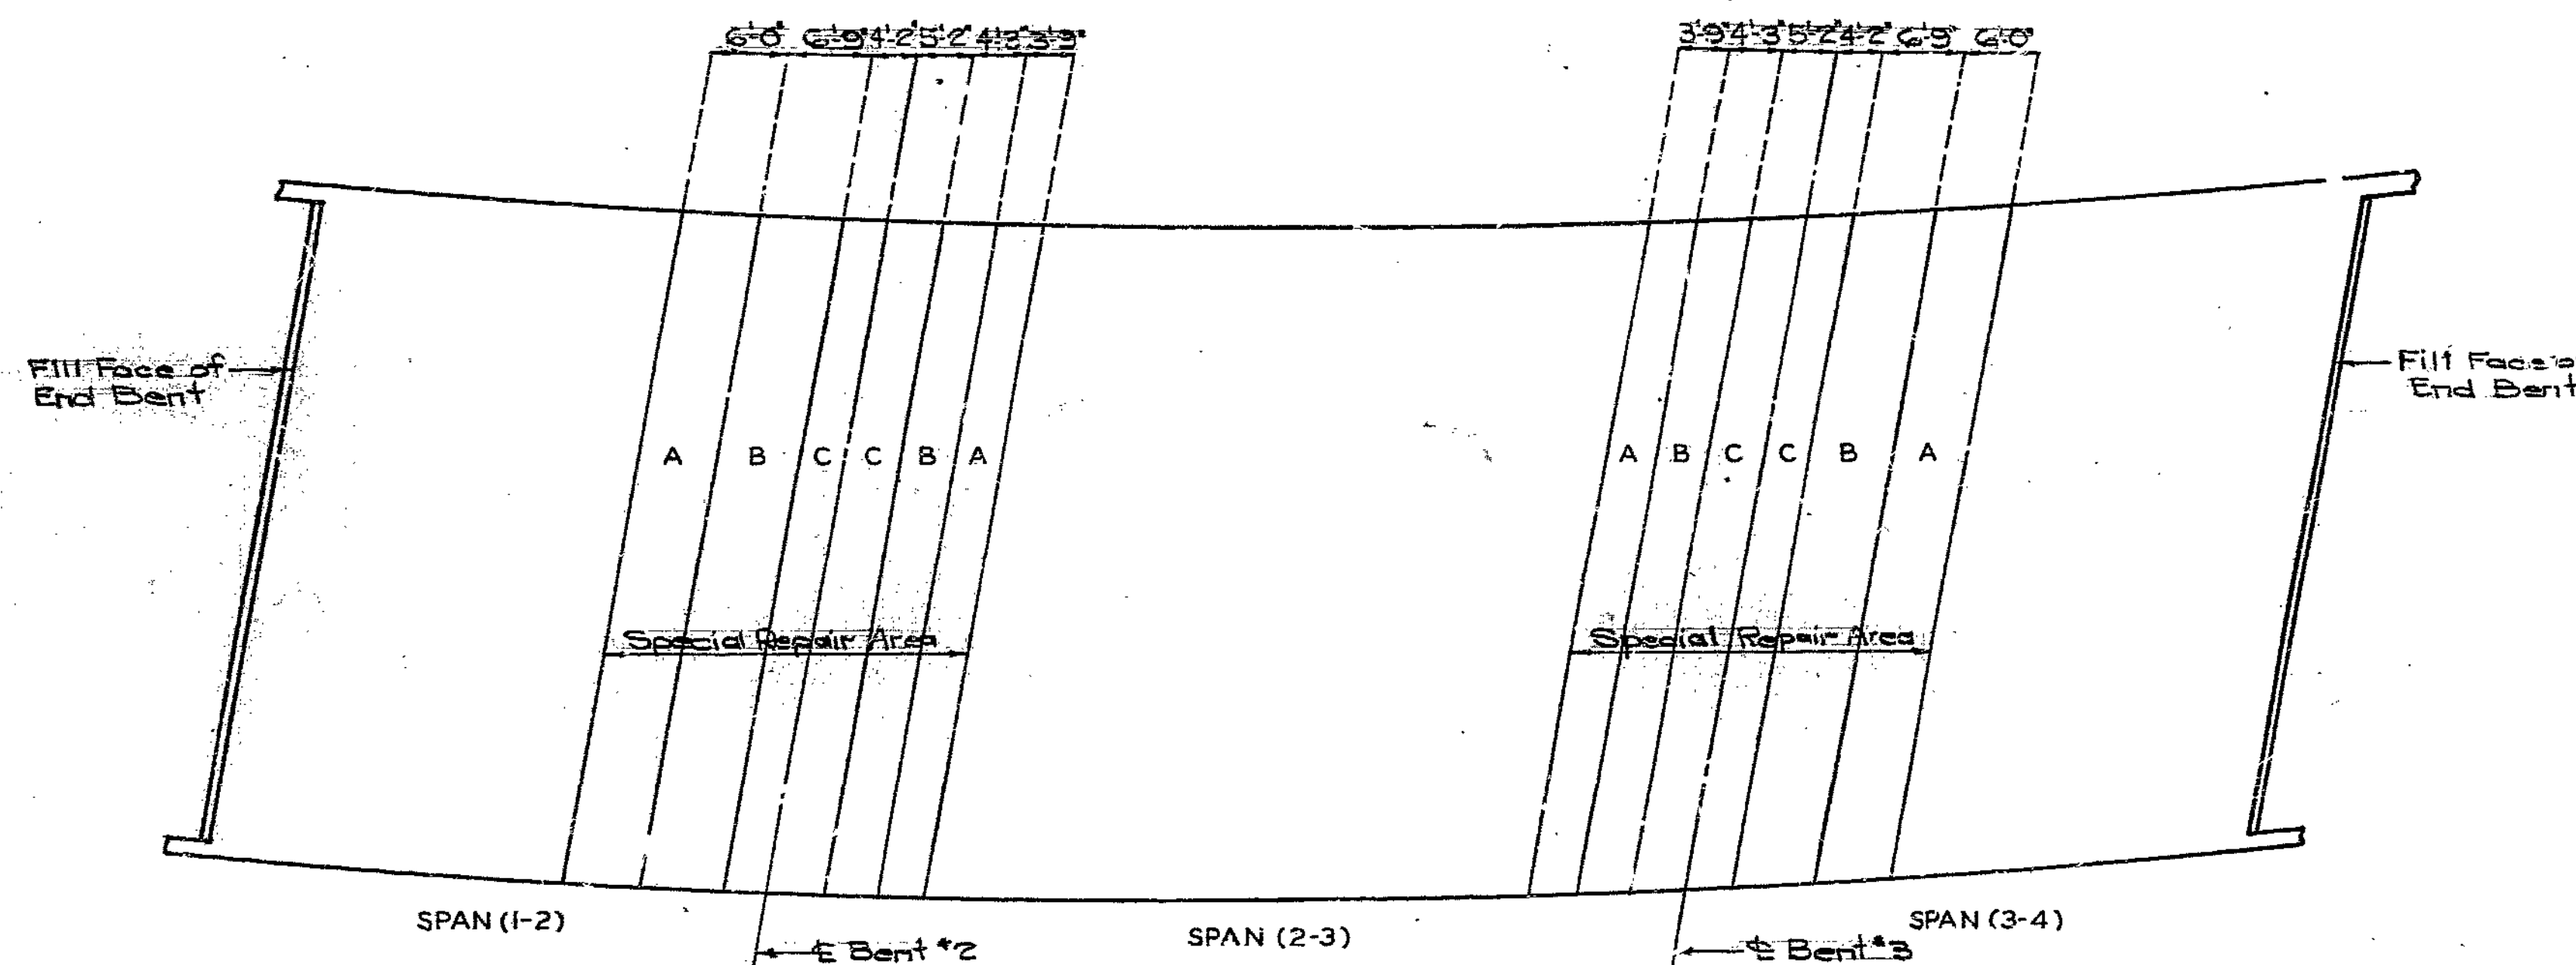 6'-0" 6'-9" 4'-2" 5'-2" 4'-3" 3'-9"
3'-9" 4'-3" 5'-2" 4'-2" 6'-9" 6'-0"
Fill Face of
End Bent
Fill Face
End Bent
A B C C B A
A B C C B A
Special Repair Area
Special Repair Area
SPAN (1-2)
SPAN (2-3)
SPAN (3-4)
℄ Bent #2
℄ Bent #3